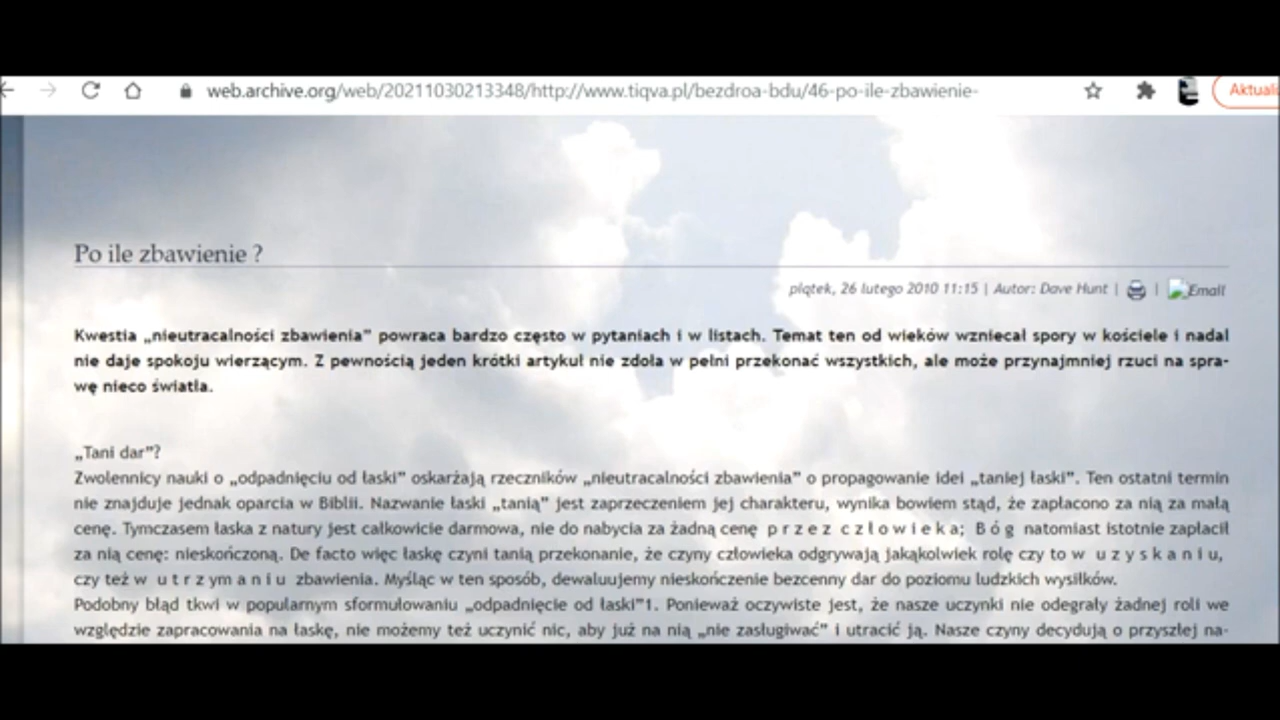 web.archive.org/web/20211030213348/http://www.tiqva.pl/bezdroa-bdu/46-po-ile-zbawienie-
Aktuali
Po ile zbawienie ?
piątek, 26 lutego 2010 11:15 | Autor: Dave Hunt | | Email
Kwestia „nieutracalności zbawienia” powraca bardzo często w pytaniach i w listach. Temat ten od wieków wzniecał spory w kościele i nadal
nie daje spokoju wierzącym. Z pewnością jeden krótki artykuł nie zdoła w pełni przekonać wszystkich, ale może przynajmniej rzuci na spra-
wę nieco światła.
„Tani dar”?
Zwolennicy nauki o „odpadnięciu od łaski” oskarżają rzeczników „nieutracalności zbawienia” o propagowanie idei „taniej łaski”. Ten ostatni termin
nie znajduje jednak oparcia w Biblii. Nazwanie łaski „tanią” jest zaprzeczeniem jej charakteru, wynika bowiem stąd, że zapłacono za nią za małą
cenę. Tymczasem łaska z natury jest całkowicie darmowa, nie do nabycia za żadną cenę p r z e z c z ł o w i e k a; B ó g natomiast istotnie zapłacił
za nią cenę: nieskończoną. De facto więc łaskę czyni tanią przekonanie, że czyny człowieka odgrywają jakąkolwiek rolę czy to w u z y s k a n i u,
czy też w u t r z y m a n i u zbawienia. Myśląc w ten sposób, dewaluujemy nieskończenie bezcenny dar do poziomu ludzkich wysiłków.
Podobny błąd tkwi w popularnym sformułowaniu „odpadnięcie od łaski”1. Ponieważ oczywiste jest, że nasze uczynki nie odegrały żadnej roli we
względzie zapracowania na łaskę, nie możemy też uczynić nic, aby już na nią „nie zasługiwać” i utracić ją. Nasze czyny decydują o przyszłej na-